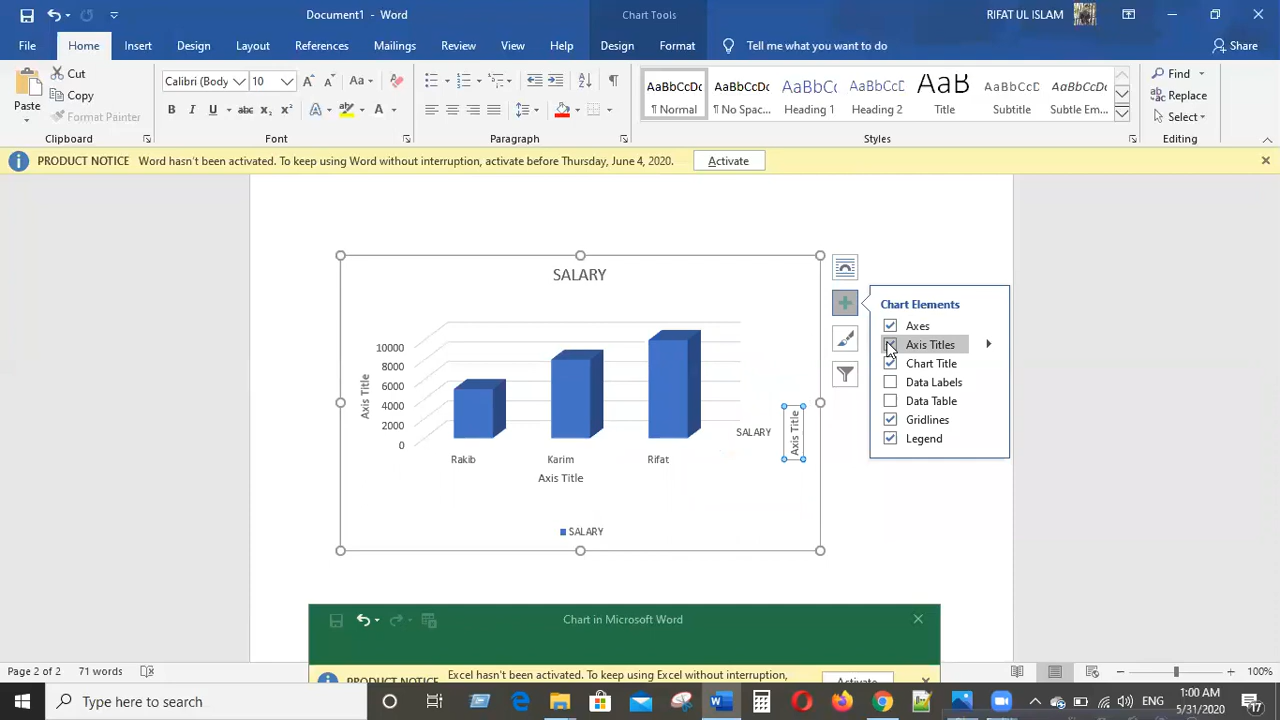 Document1 - Word
Chart Tools
RIFAT UL ISLAM
File
Home
Insert
Design
Layout
References
Mailings
Review
View
Help
Design
Format
Tell me what you want to do
Share
Paste
Cut
Copy
Format Painter
Clipboard
Calibri (Body
10
Font
Paragraph
AaBbCcDc
¶ Normal
AaBbCcDc
¶ No Spac...
AaBbCc
Heading 1
AaBbCcC
Heading 2
AaB
Title
AaBbCcC
Subtitle
AaBbCcDc
Subtle Em...
Styles
Find
Replace
Select
Editing
PRODUCT NOTICE Word hasn't been activated. To keep using Word without interruption, activate before Thursday, June 4, 2020.
Activate
SALARY
Axis Title
10000
8000
6000
4000
2000
0
Rakib
Karim
Rifat
SALARY
Axis Title
Axis Title
SALARY
Chart Elements
Axes
Axis Titles
Chart Title
Data Labels
Data Table
Gridlines
Legend
Chart in Microsoft Word
PRODUCT NOTICE Excel hasn't been activated. To keep using Excel without interruption,
Activate
Page 2 of 2
71 words
100%
Type here to search
ENG
1:00 AM
5/31/2020
17